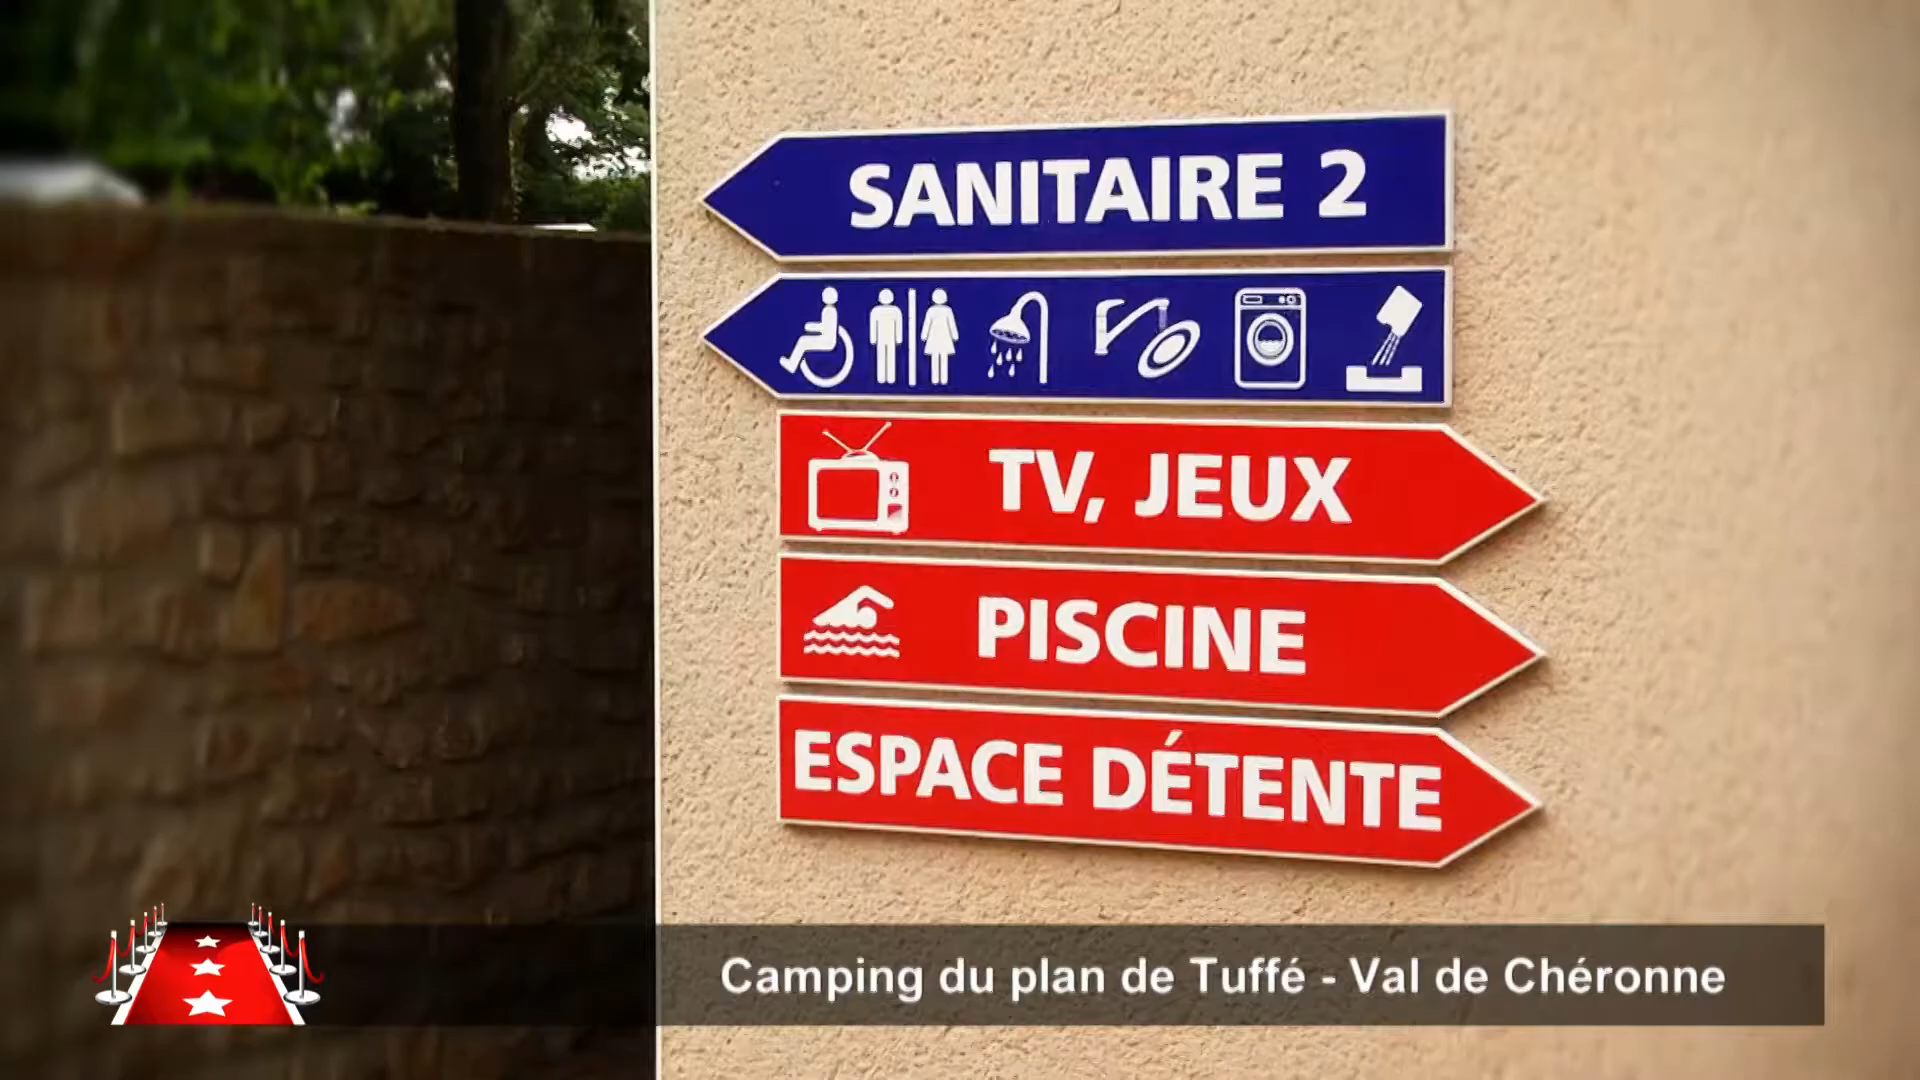 SANITAIRE 2
TV, JEUX
PISCINE
ESPACE DÉTENTE
Camping du plan de Tuffé - Val de Chéronne